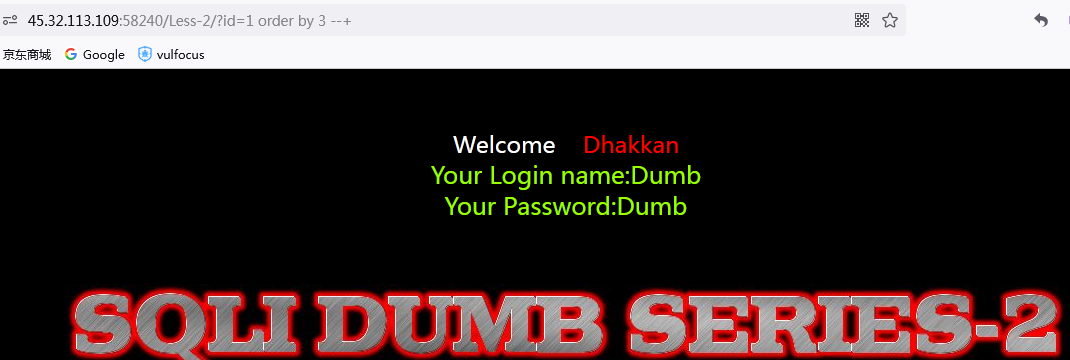 45.32.113.109:58240/Less-2/?id=1 order by 3 --+
京东商城 Google vulfocus
Welcome Dhakkan
Your Login name:Dumb
Your Password:Dumb
SQLI DUMB SERIES-2